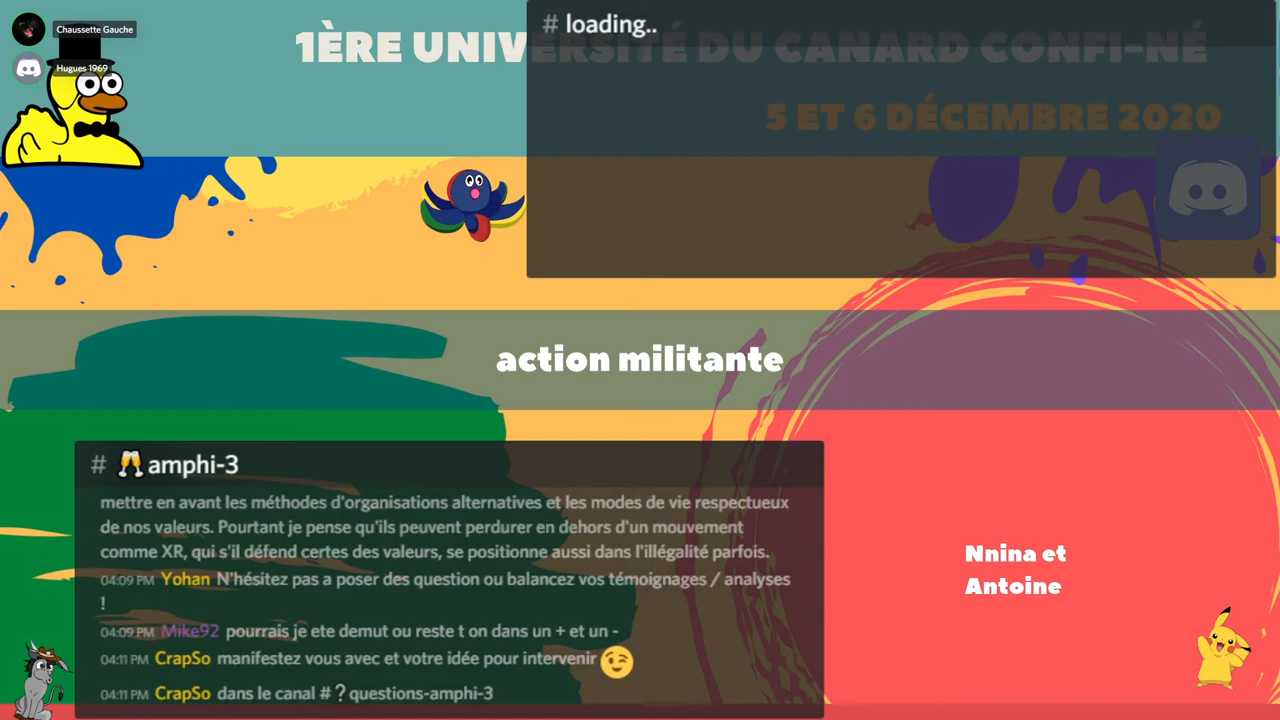 Chaussette Gauche
Hugues 1969
# loading..
1ÈRE UNIVERSITÉ DU CANARD CONFI-NÉ
5 ET 6 DÉCEMBRE 2020
action militante
# 🥂 amphi-3
mettre en avant les méthodes d'organisations alternatives et les modes de vie respectueux
de nos valeurs. Pourtant je pense qu'ils peuvent perdurer en dehors d'un mouvement
comme XR, qui s'il défend certes des valeurs, se positionne aussi dans l'illégalité parfois.
04:09 PM Yohan N'hésitez pas a poser des question ou balancez vos témoignages / analyses
!
04:09 PM Mike92 pourrais je ete demut ou reste t on dans un + et un -
04:11 PM CrapSo manifestez vous avec et votre idée pour intervenir 😉
04:11 PM CrapSo dans le canal #❔questions-amphi-3
Nnina et
Antoine